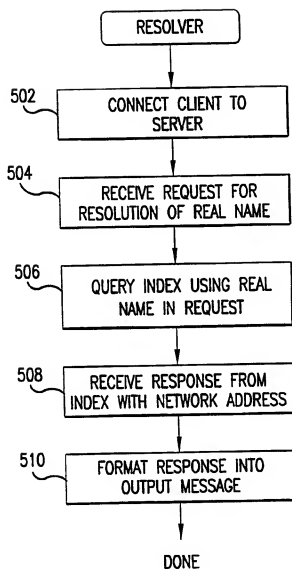 RESOLVER
502
CONNECT CLIENT TO
SERVER
504
RECEIVE REQUEST FOR
RESOLUTION OF REAL NAME
506
QUERY INDEX USING REAL
NAME IN REQUEST
508
RECEIVE RESPONSE FROM
INDEX WITH NETWORK ADDRESS
510
FORMAT RESPONSE INTO
OUTPUT MESSAGE
DONE